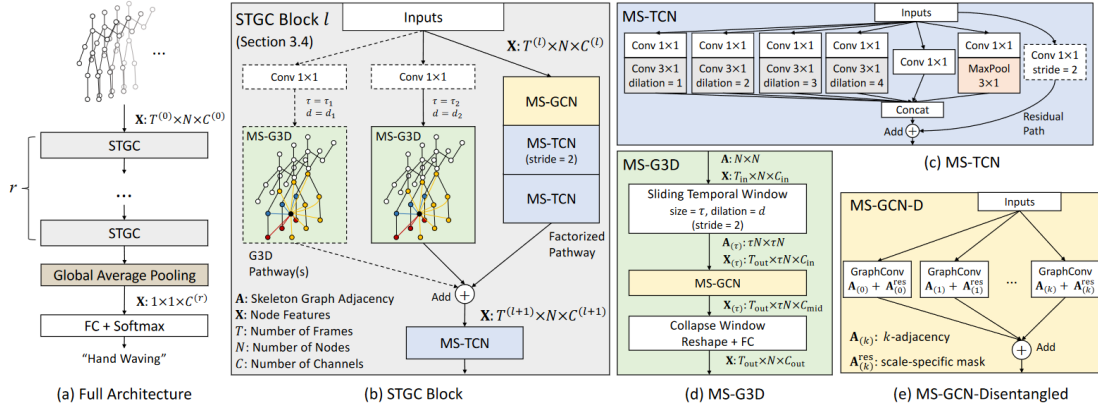 ...
X: T^(0)×N×C^(0)
STGC
...
r
...
STGC
Global Average Pooling
X: 1×1×C^(r)
FC + Softmax
“Hand Waving”
(a) Full Architecture
STGC Block l
(Section 3.4)
Inputs
X: T^(l)×N×C^(l)
Conv 1×1
Conv 1×1
τ = τ₁
d = d₁
τ = τ₂
d = d₂
MS-G3D
MS-G3D
MS-GCN
MS-TCN
(stride = 2)
MS-TCN
G3D
Pathway(s)
Factorized
Pathway
Add
+
X: T^(l+1)×N×C^(l+1)
MS-TCN
A: Skeleton Graph Adjacency
X: Node Features
T: Number of Frames
N: Number of Nodes
C: Number of Channels
(b) STGC Block
MS-TCN
Inputs
Conv 1×1
Conv 3×1
dilation = 1
Conv 1×1
Conv 3×1
dilation = 2
Conv 1×1
Conv 3×1
dilation = 3
Conv 1×1
Conv 3×1
dilation = 4
Conv 1×1
Conv 1×1
MaxPool
3×1
Conv 1×1
stride = 2
Concat
Add
+
Residual
Path
(c) MS-TCN
MS-G3D
A: N×N
X: T_in×N×C_in
Sliding Temporal Window
size = τ, dilation = d
(stride = 2)
A_(τ): τN×τN
X_(τ): T_out×τN×C_in
MS-GCN
X_(τ): T_out×τN×C_mid
Collapse Window
Reshape + FC
X: T_out×N×C_out
(d) MS-G3D
MS-GCN-D
Inputs
GraphConv
A_(0) + A^res_(0)
GraphConv
A_(1) + A^res_(1)
...
GraphConv
A_(k) + A^res_(k)
Add
+
A_(k): k-adjacency
A^res_(k): scale-specific mask
(e) MS-GCN-Disentangled